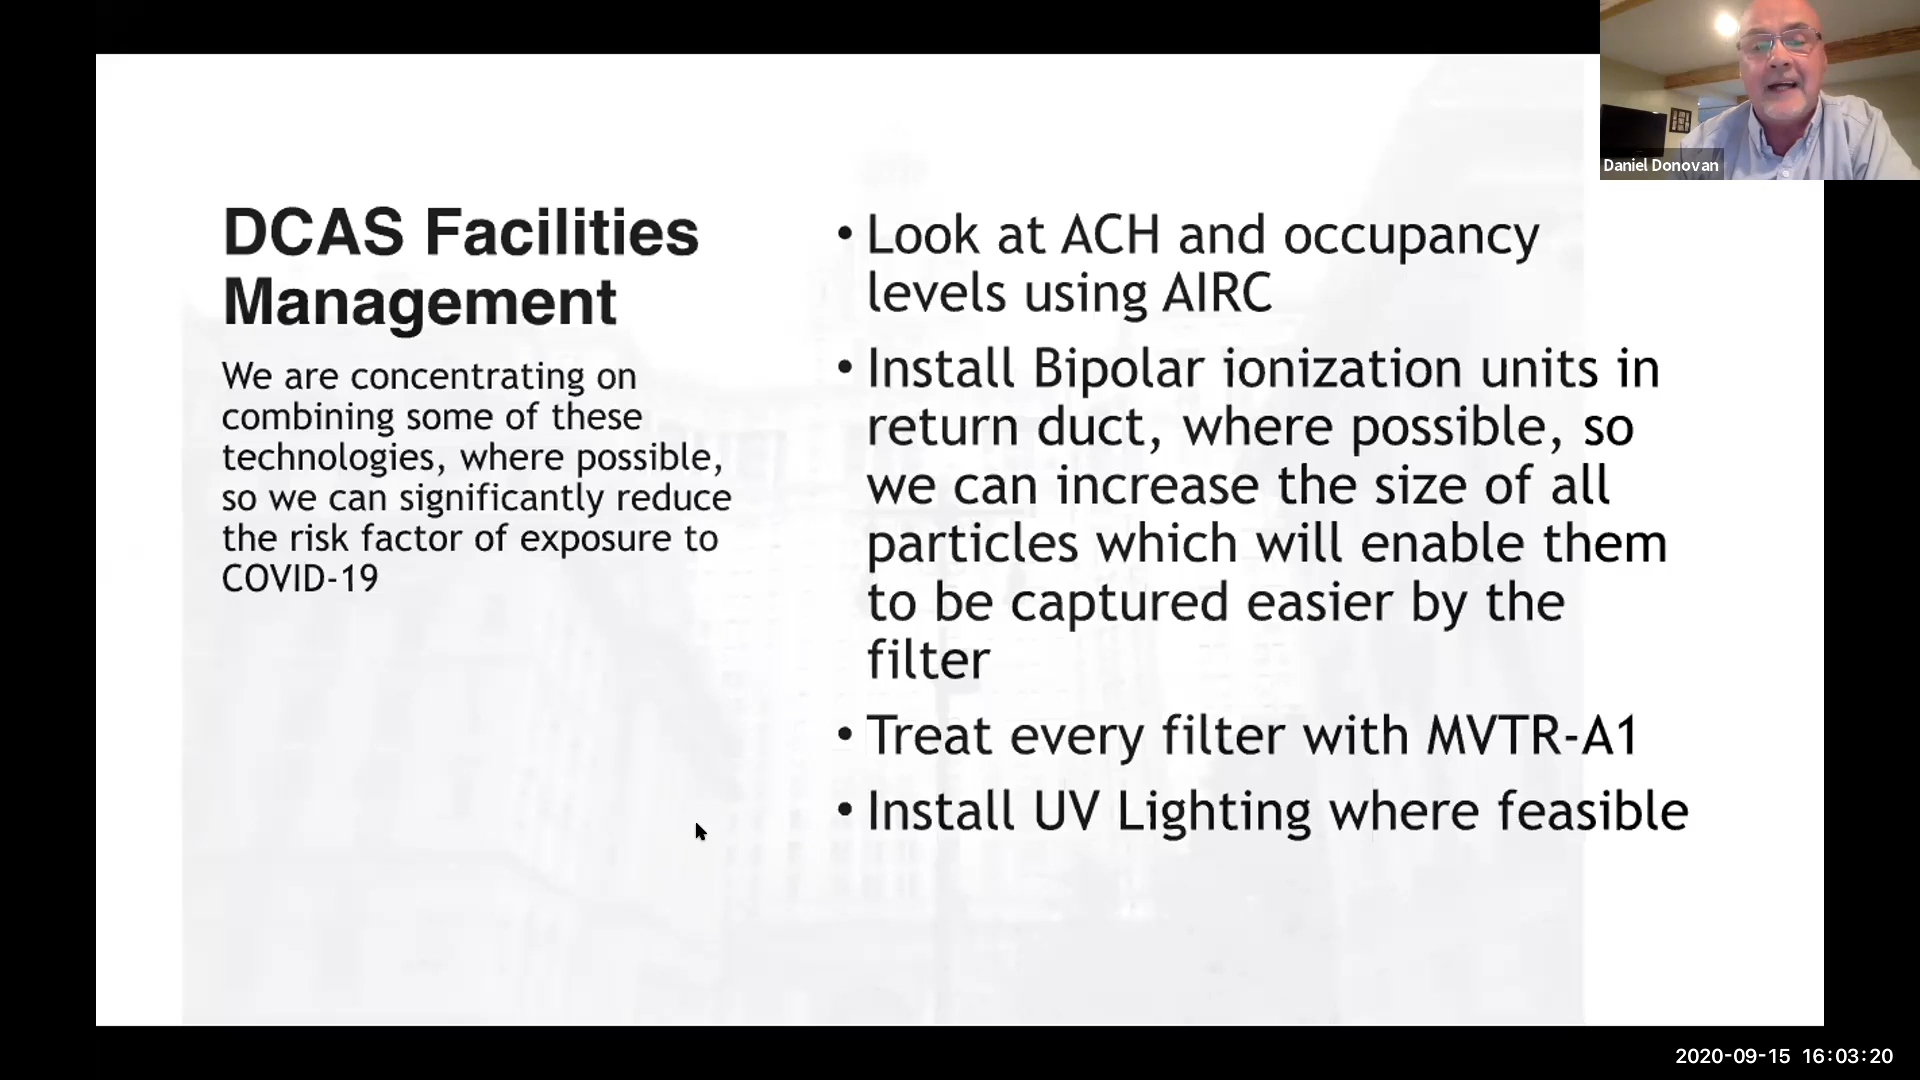 Daniel Donovan
DCAS Facilities
Management
We are concentrating on
combining some of these
technologies, where possible,
so we can significantly reduce
the risk factor of exposure to
COVID-19
• Look at ACH and occupancy
levels using AIRC
• Install Bipolar ionization units in
return duct, where possible, so
we can increase the size of all
particles which will enable them
to be captured easier by the
filter
• Treat every filter with MVTR-A1
• Install UV Lighting where feasible
2020-09-15 16:03:20